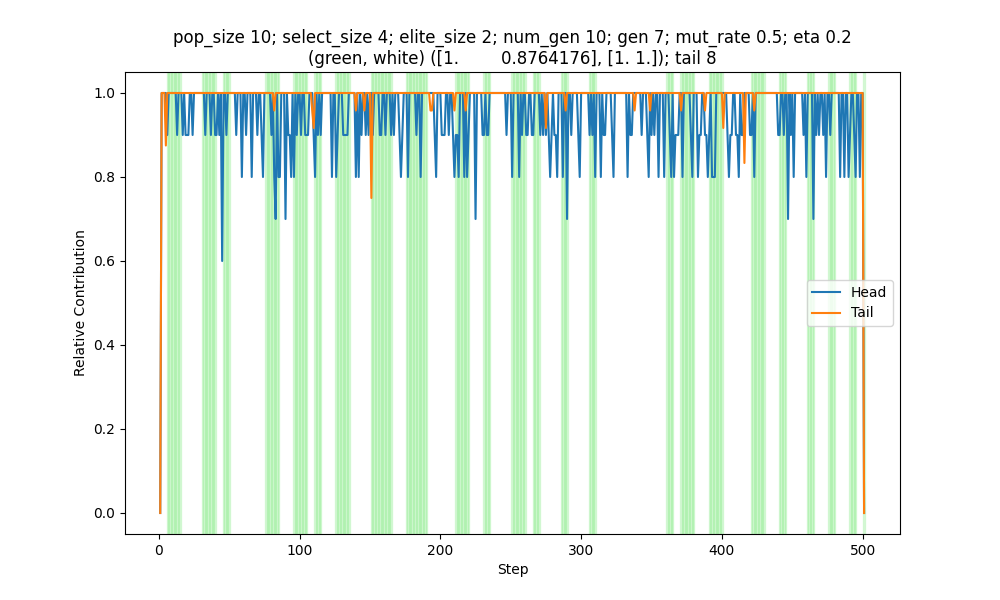 pop_size 10; select_size 4; elite_size 2; num_gen 10; gen 7; mut_rate 0.5; eta 0.2
(green, white) ([1.         0.8764176], [1. 1.]); tail 8
1.0
0.8
0.6
0.4
0.2
0.0
Relative Contribution
Head
Tail
0
100
200
300
400
500
Step